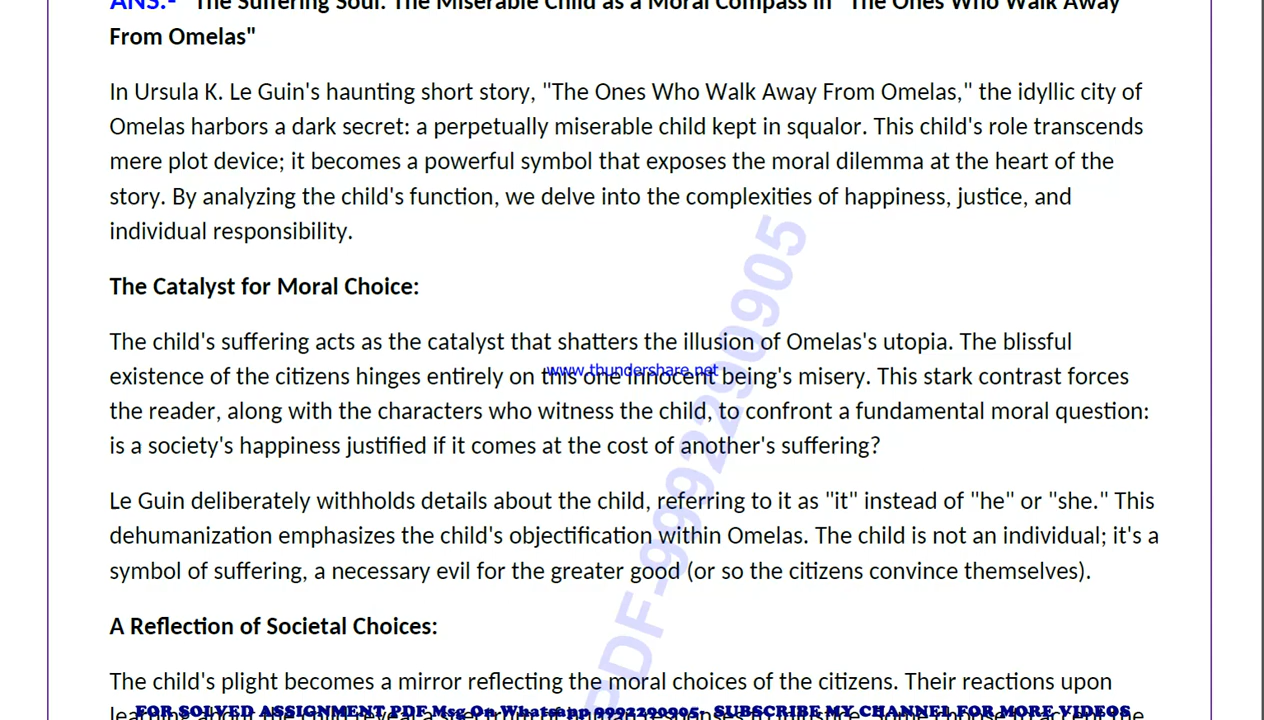 ANS:- "The Suffering Soul: The Miserable Child as a Moral Compass in "The Ones Who Walk Away
From Omelas"
In Ursula K. Le Guin's haunting short story, "The Ones Who Walk Away From Omelas," the idyllic city of
Omelas harbors a dark secret: a perpetually miserable child kept in squalor. This child's role transcends
mere plot device; it becomes a powerful symbol that exposes the moral dilemma at the heart of the
story. By analyzing the child's function, we delve into the complexities of happiness, justice, and
individual responsibility.
The Catalyst for Moral Choice:
The child's suffering acts as the catalyst that shatters the illusion of Omelas's utopia. The blissful
www.thundershare.net
existence of the citizens hinges entirely on this one innocent being's misery. This stark contrast forces
the reader, along with the characters who witness the child, to confront a fundamental moral question:
is a society's happiness justified if it comes at the cost of another's suffering?
Le Guin deliberately withholds details about the child, referring to it as "it" instead of "he" or "she." This
dehumanization emphasizes the child's objectification within Omelas. The child is not an individual; it's a
symbol of suffering, a necessary evil for the greater good (or so the citizens convince themselves).
A Reflection of Societal Choices:
The child's plight becomes a mirror reflecting the moral choices of the citizens. Their reactions upon
FOR SOLVED ASSIGNMENT PDF Msg On Whatsapp 9992290905- SUBSCRIBE MY CHANNEL FOR MORE VIDEOS
PDF-9992290905